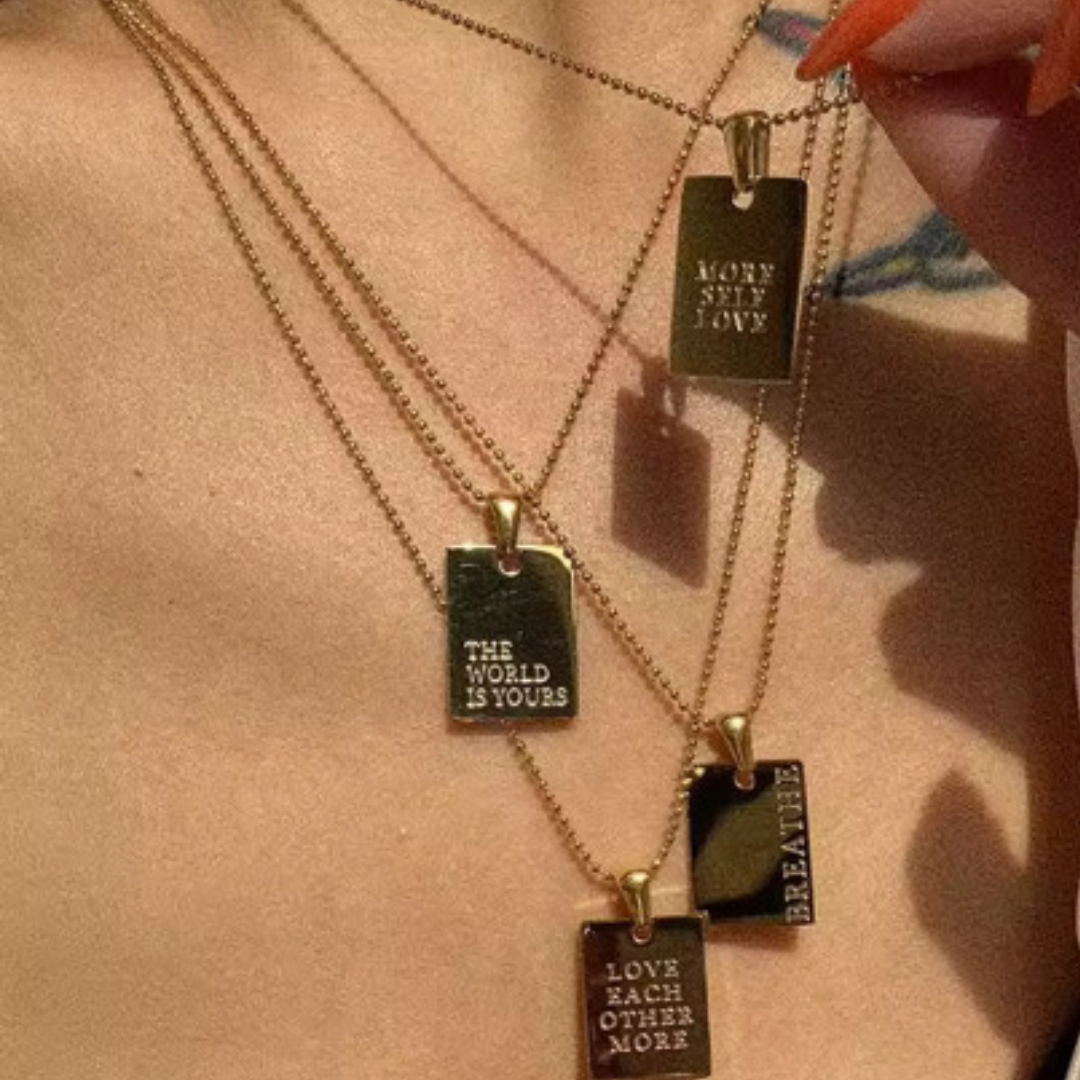 MORE
SELF
LOVE
THE
WORLD
IS YOURS
BREATHE
LOVE
EACH
OTHER
MORE